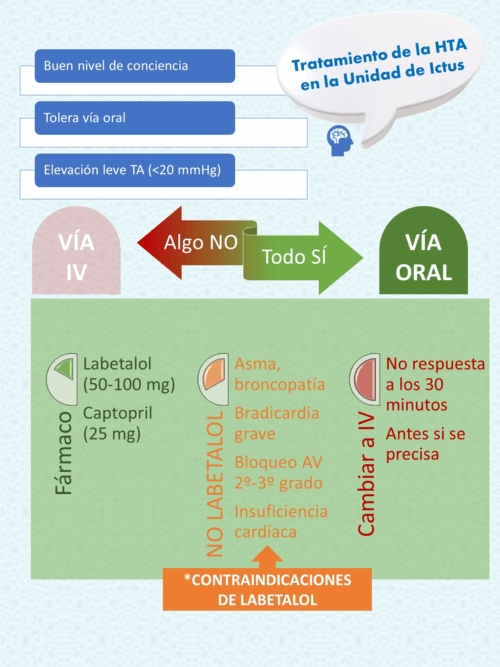 Tratamiento de la HTA
en la Unidad de Ictus
Buen nivel de conciencia
Tolera vía oral
Elevación leve TA (<20 mmHg)
VÍA
IV
Algo NO
Todo SÍ
VÍA
ORAL
Fármaco
Labetalol
(50-100 mg)
Captopril
(25 mg)
NO LABETALOL
Asma,
broncopatía
Bradicardia
grave
Bloqueo AV
2º-3º grado
Insuficiencia
cardíaca
Cambiar a IV
No respuesta
a los 30
minutos
Antes si se
precisa
*CONTRAINDICACIONES
DE LABETALOL